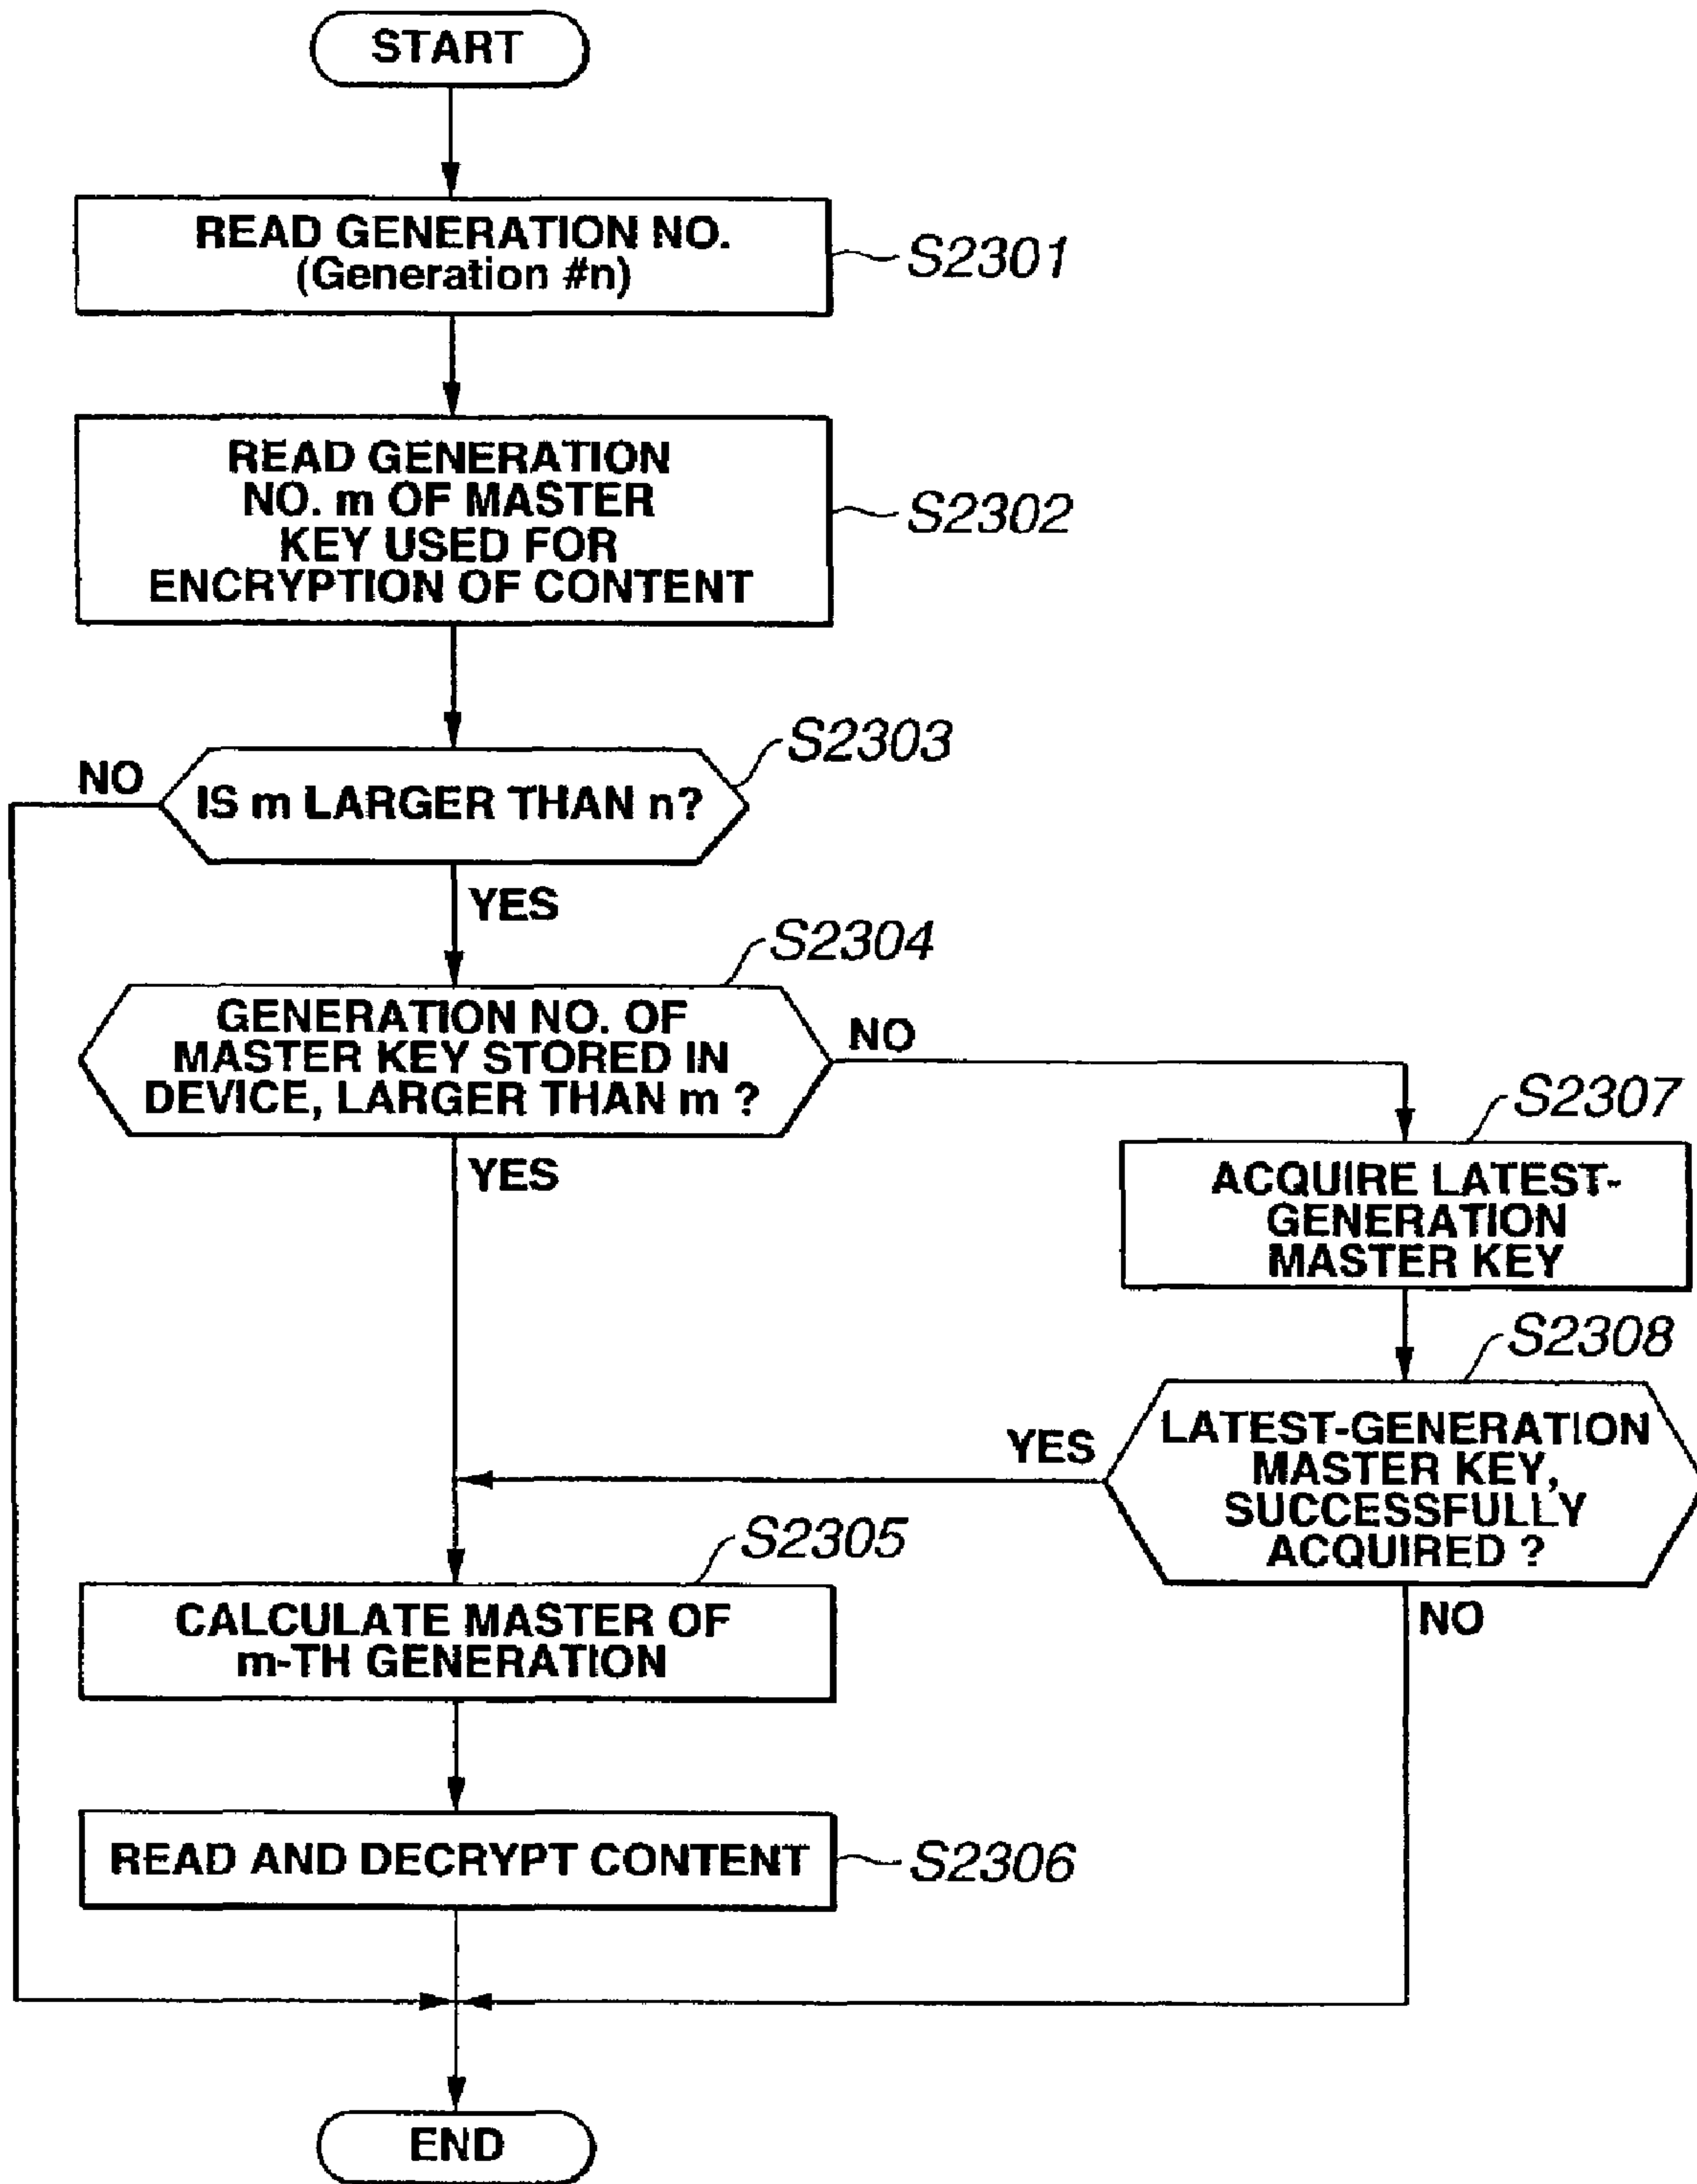 START
READ GENERATION NO.
(Generation #n)
S2301
READ GENERATION
NO. m OF MASTER
KEY USED FOR
ENCRYPTION OF CONTENT
S2302
S2303
NO
IS m LARGER THAN n?
YES
S2304
GENERATION NO. OF
MASTER KEY STORED IN
DEVICE, LARGER THAN m ?
NO
YES
S2307
ACQUIRE LATEST-
GENERATION
MASTER KEY
S2308
LATEST-GENERATION
MASTER KEY,
SUCCESSFULLY
ACQUIRED ?
YES
NO
S2305
CALCULATE MASTER OF
m-TH GENERATION
READ AND DECRYPT CONTENT
S2306
END